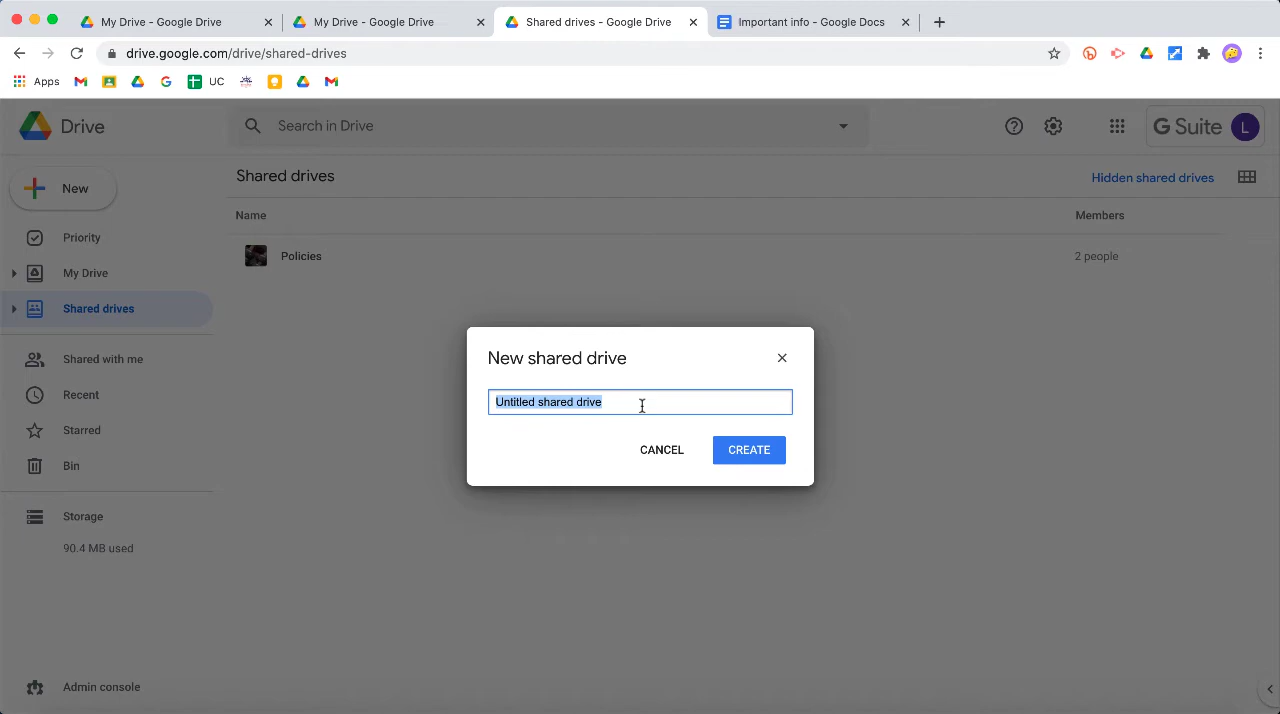 My Drive - Google Drive
My Drive - Google Drive
Shared drives - Google Drive
Important info - Google Docs
drive.google.com/drive/shared-drives
Apps
UC
Drive
Search in Drive
G Suite
L
New
Shared drives
Hidden shared drives
Name
Members
Priority
Policies
2 people
My Drive
Shared drives
Shared with me
Recent
Starred
Bin
Storage
90.4 MB used
Admin console
New shared drive
Untitled shared drive
CANCEL
CREATE